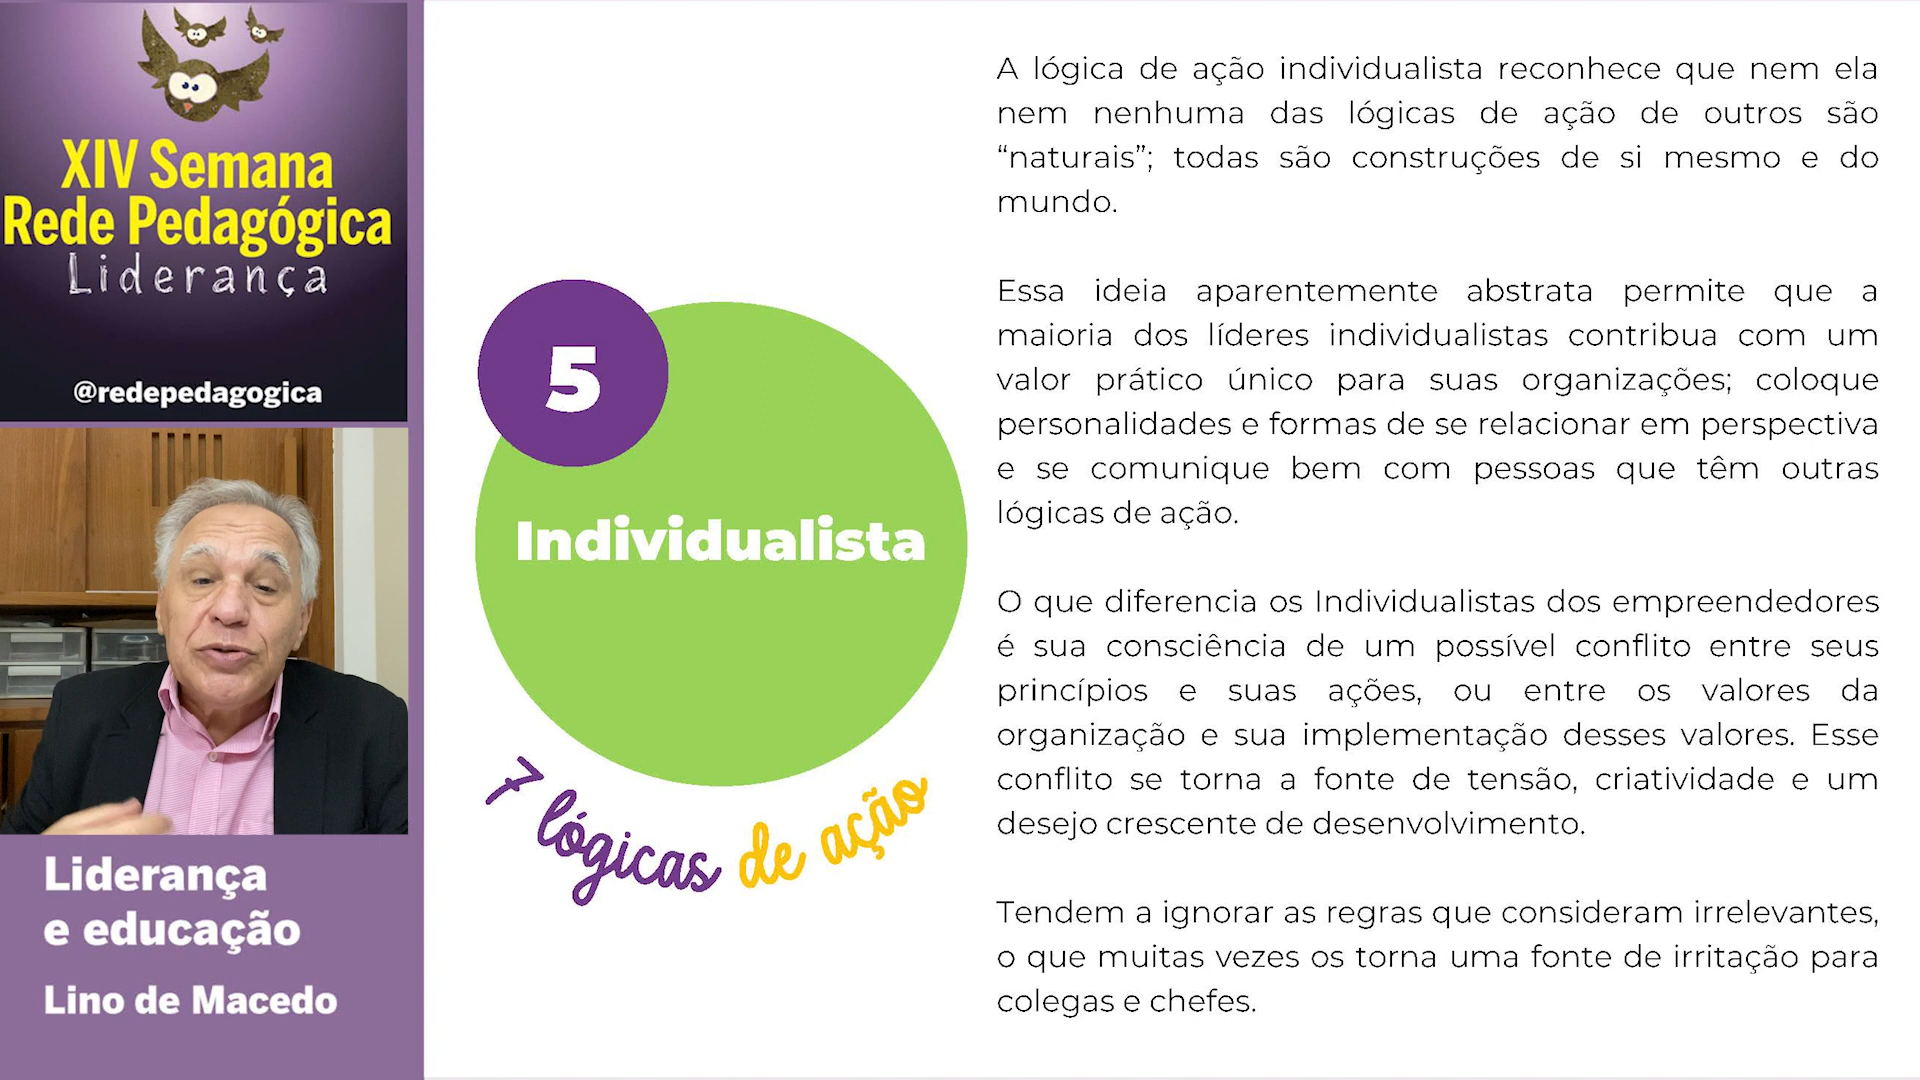 XIV Semana
Rede Pedagógica
Liderança
@redepedagogica
Liderança
e educação
Lino de Macedo
5
Individualista
7 lógicas de ação
A lógica de ação individualista reconhece que nem ela
nem nenhuma das lógicas de ação de outros são
“naturais”; todas são construções de si mesmo e do
mundo.
Essa ideia aparentemente abstrata permite que a
maioria dos líderes individualistas contribua com um
valor prático único para suas organizações; coloque
personalidades e formas de se relacionar em perspectiva
e se comunique bem com pessoas que têm outras
lógicas de ação.
O que diferencia os Individualistas dos empreendedores
é sua consciência de um possível conflito entre seus
princípios e suas ações, ou entre os valores da
organização e sua implementação desses valores. Esse
conflito se torna a fonte de tensão, criatividade e um
desejo crescente de desenvolvimento.
Tendem a ignorar as regras que consideram irrelevantes,
o que muitas vezes os torna uma fonte de irritação para
colegas e chefes.